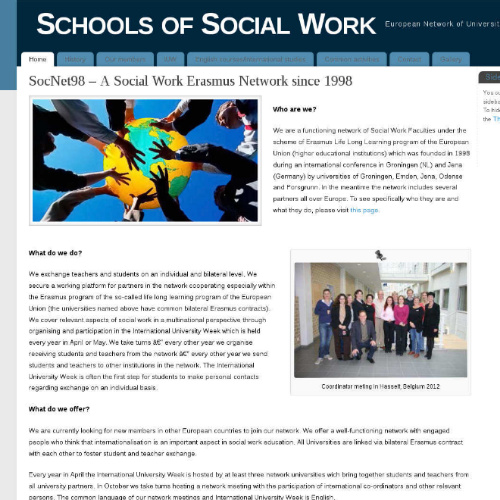 SCHOOLS OF SOCIAL WORK
European Network of Universit
Home
History
Our members
IUW
English courses/international studies
Common activities
Contact
Gallery
SocNet98 – A Social Work Erasmus Network since 1998
Side
You cu
sideba
To hid
the Th
Who are we?
We are a functioning network of Social Work Faculties under the
scheme of Erasmus Life Long Learning program of the European
Union (higher educational institutions) which was founded in 1998
during an international conference in Groningen (NL) and Jena
(Germany) by universities of Groningen, Emden, Jena, Odense
and Porsgrunn. In the meantime the network includes several
partners all over Europe. To see specifically who they are and
what they do, please visit this page.
What do we do?
We exchange teachers and students on an individual and bilateral level. We
secure a working platform for partners in the network cooperating especially within
the Erasmus program of the so-called life long learning program of the European
Union (the universities named above have common bilateral Erasmus contracts).
We cover relevant aspects of social work in a multinational perspective through
organising and participation in the International University Week which is held
every year in April or May. We take turns â€" every other year we organise
receiving students and teachers from the network â€" every other year we send
students and teachers to other institutions in the network. The International
University Week is often the first step for students to make personal contacts
regarding exchange on an individual basis.
Coordinator meting in Hasselt, Belgium 2012
What do we offer?
We are currently looking for new members in other European countries to join our network. We offer a well-functioning network with engaged
people who think that internationalisation is an important aspect in social work education. All Universities are linked via bilateral Erasmus contract
with each other to foster student and teacher exchange.
Every year in April the International University Week is hosted by at least three network universities wich bring together students and teachers from
all university partners. In October we take turns hosting a network meeting with the participation of international co-ordinators and other relevant
persons. The common language of our network meetings and International University Week is English.